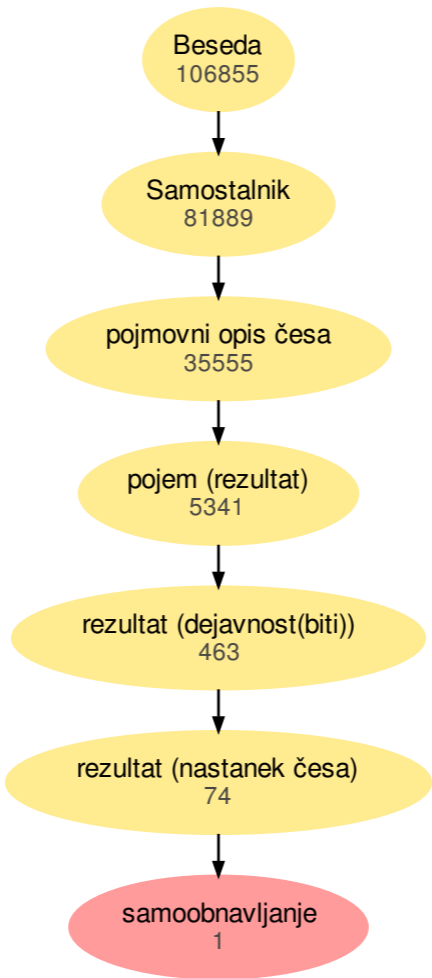 Beseda
106855
Samostalnik
81889
pojmovni opis česa
35555
pojem (rezultat)
5341
rezultat (dejavnost(biti))
463
rezultat (nastanek česa)
74
samoobnavljanje
1